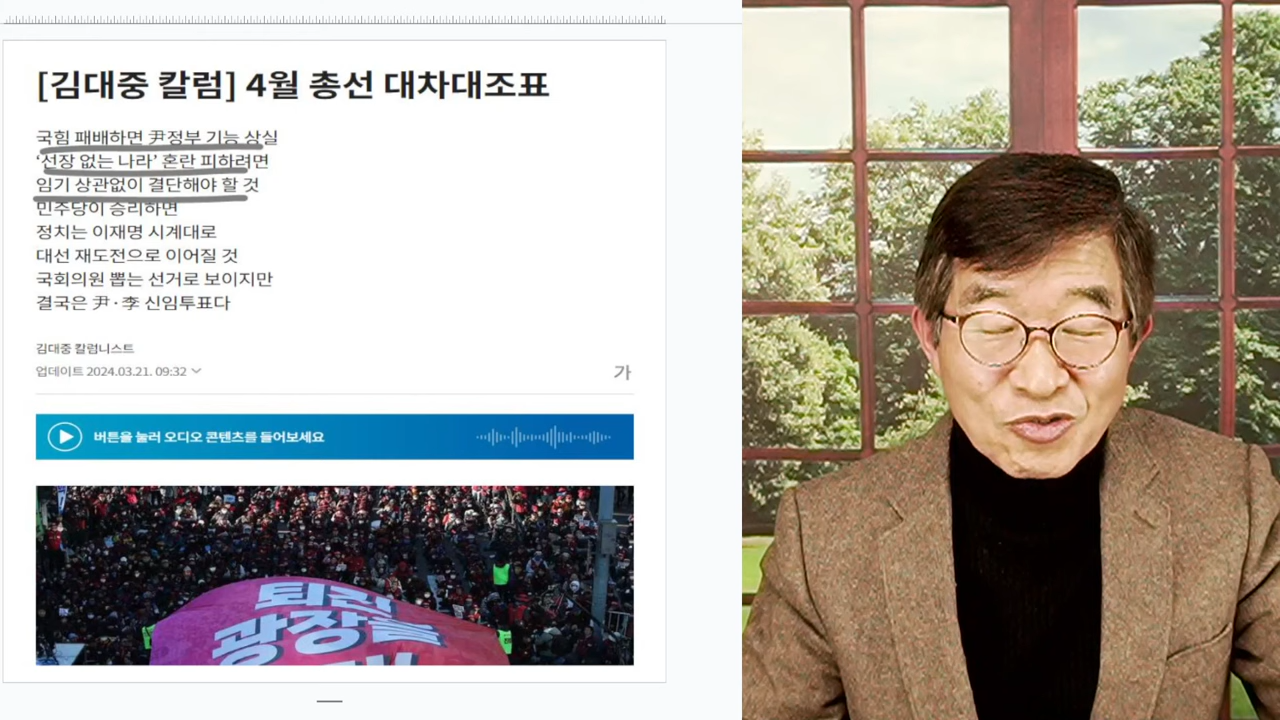 [김대중 칼럼] 4월 총선 대차대조표
국힘 패배하면 尹정부 기능 상실
‘선장 없는 나라’ 혼란 피하려면
임기 상관없이 결단해야 할 것
민주당이 승리하면
정치는 이재명 시계대로
대선 재도전으로 이어질 것
국회의원 뽑는 선거로 보이지만
결국은 尹·李 신임투표다
김대중 칼럼니스트
업데이트 2024.03.21. 09:32
가
버튼을 눌러 오디오 콘텐츠를 들어보세요
퇴진
광장을